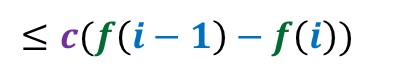 ≤ c(f(i − 1) − f(i))